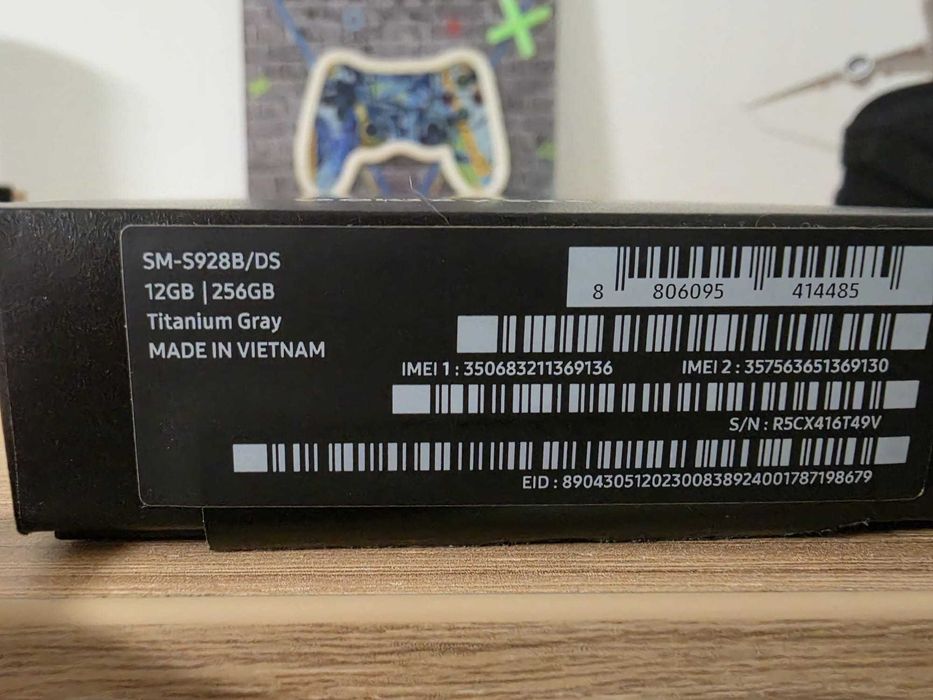 SM-S928B/DS
12GB | 256GB
Titanium Gray
MADE IN VIETNAM
8 806095 414485
IMEI 1 : 350683211369136
IMEI 2 : 357563651369130
S/N : R5CX416T49V
EID : 89043051202300838924001787198679